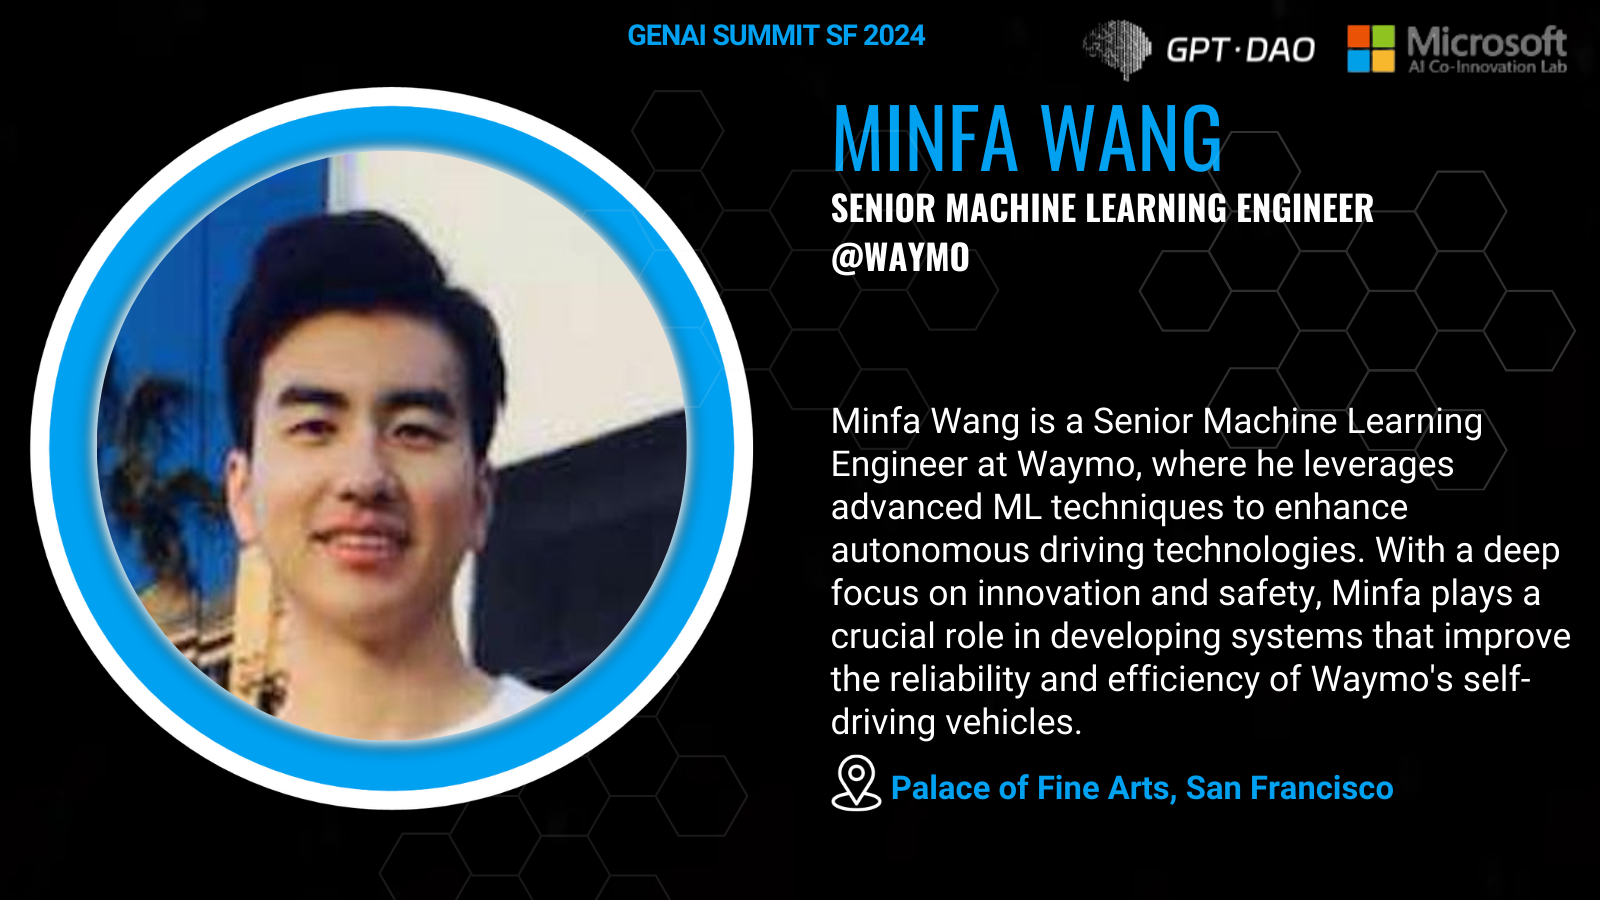 GENAI SUMMIT SF 2024
GPT·DAO
Microsoft
AI Co-Innovation Lab
MINFA WANG
SENIOR MACHINE LEARNING ENGINEER
@WAYMO
Minfa Wang is a Senior Machine Learning
Engineer at Waymo, where he leverages
advanced ML techniques to enhance
autonomous driving technologies. With a deep
focus on innovation and safety, Minfa plays a
crucial role in developing systems that improve
the reliability and efficiency of Waymo's self-
driving vehicles.
Palace of Fine Arts, San Francisco